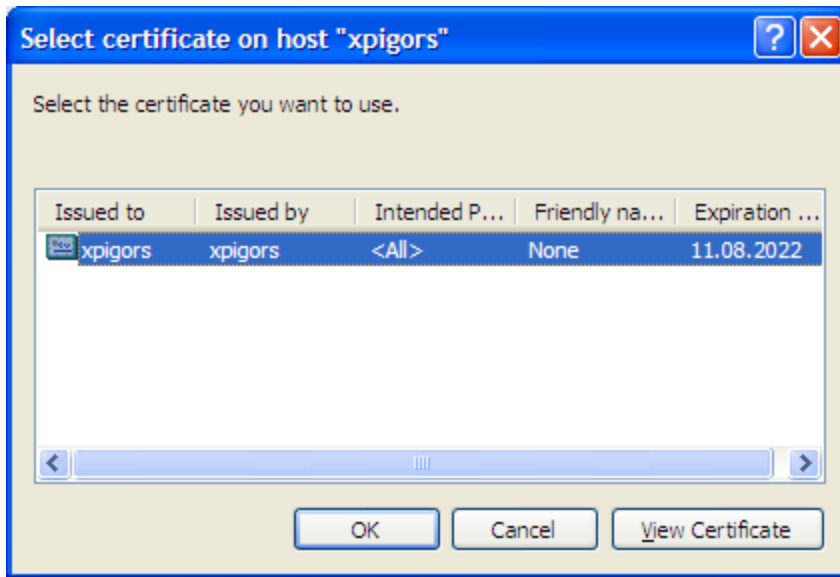 Select certificate on host "xpigors"
Select the certificate you want to use.
Issued to Issued by Intended P... Friendly na... Expiration ...
xpigors xpigors <All> None 11.08.2022
OK Cancel View Certificate